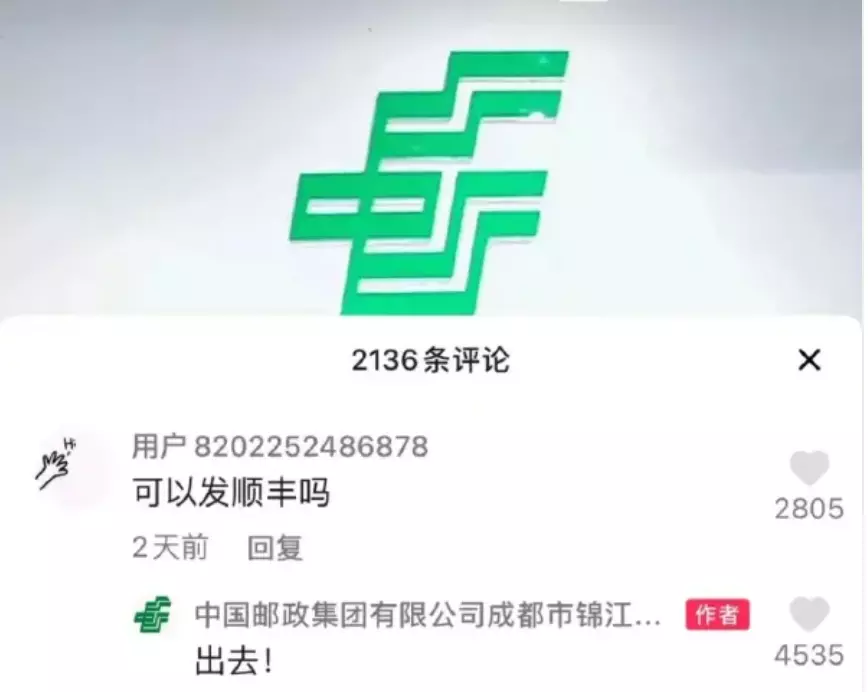 2136条评论
Hi
用户8202252486878
可以发顺丰吗
2805
2天前 回复
中国邮政集团有限公司成都市锦江... 作者
出去!
4535